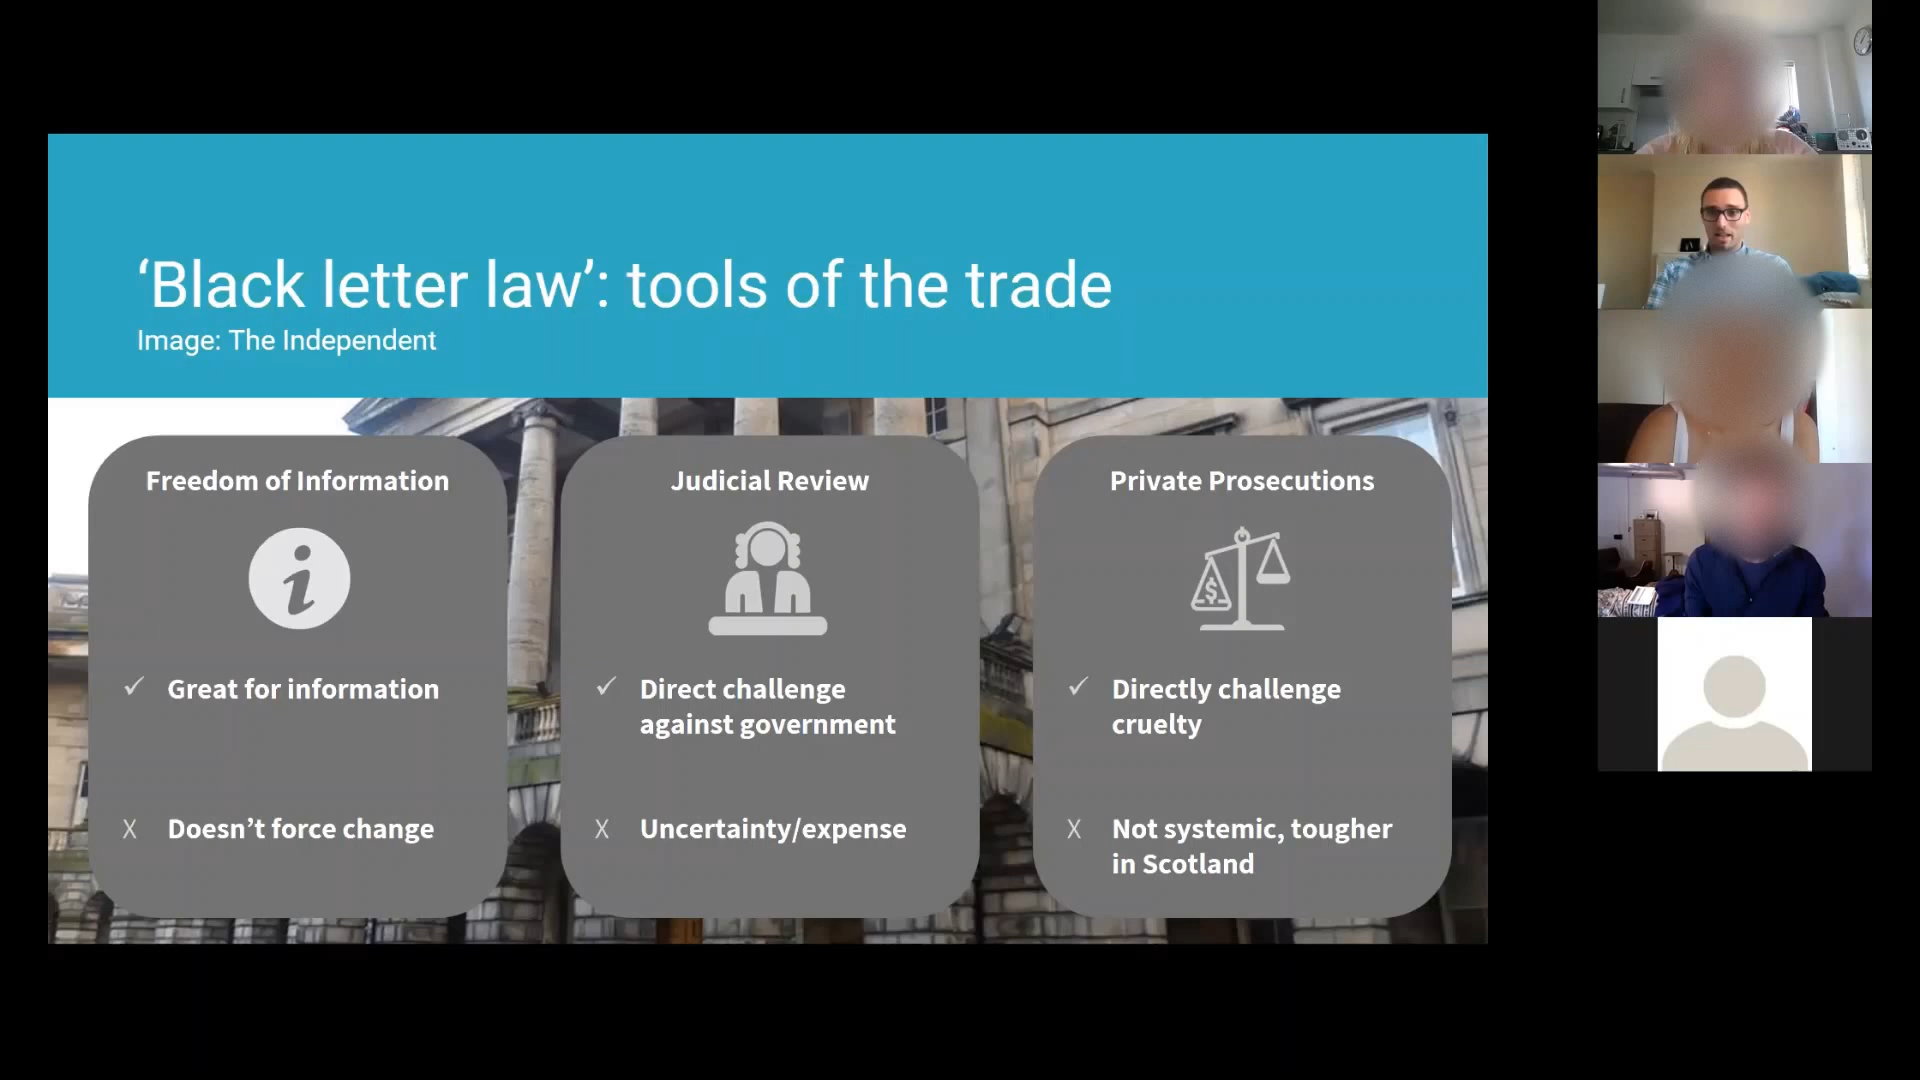 ‘Black letter law’: tools of the trade
Image: The Independent
Freedom of Information
✓ Great for information
X Doesn’t force change
Judicial Review
✓ Direct challenge
against government
X Uncertainty/expense
Private Prosecutions
$
✓ Directly challenge
cruelty
X Not systemic, tougher
in Scotland